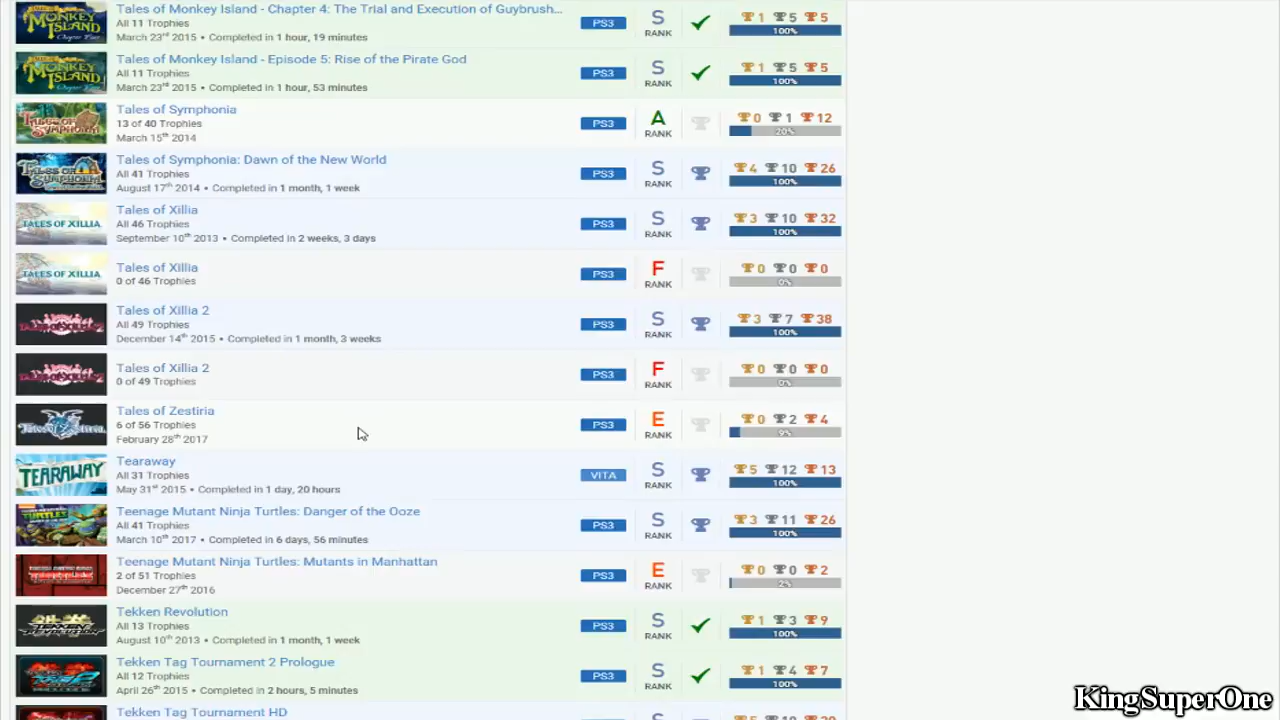 Tales of Monkey Island - Chapter 4: The Trial and Execution of Guybrush...
All 11 Trophies
March 23rd 2015 • Completed in 1 hour, 19 minutes
PS3
S
RANK
1 5 5
100%
Tales of Monkey Island - Episode 5: Rise of the Pirate God
All 11 Trophies
March 23rd 2015 • Completed in 1 hour, 53 minutes
PS3
S
RANK
1 5 5
100%
Tales of Symphonia
13 of 40 Trophies
March 15th 2014
PS3
A
RANK
0 1 12
20%
Tales of Symphonia: Dawn of the New World
All 41 Trophies
August 17th 2014 • Completed in 1 month, 1 week
PS3
S
RANK
4 10 26
100%
TALES OF XILLIA
Tales of Xillia
All 46 Trophies
September 10th 2013 • Completed in 2 weeks, 3 days
PS3
S
RANK
3 10 32
100%
TALES OF XILLIA
Tales of Xillia
0 of 46 Trophies
PS3
F
RANK
0 0 0
0%
Tales of Xillia 2
All 49 Trophies
December 14th 2015 • Completed in 1 month, 3 weeks
PS3
S
RANK
3 7 38
100%
Tales of Xillia 2
0 of 49 Trophies
PS3
F
RANK
0 0 0
0%
Tales of Zestiria
6 of 56 Trophies
February 28th 2017
PS3
E
RANK
0 2 4
9%
TEARAWAY
Tearaway
All 31 Trophies
May 31st 2015 • Completed in 1 day, 20 hours
VITA
S
RANK
5 12 13
100%
Teenage Mutant Ninja Turtles: Danger of the Ooze
All 41 Trophies
March 10th 2017 • Completed in 6 days, 56 minutes
PS3
S
RANK
3 11 26
100%
Teenage Mutant Ninja Turtles: Mutants in Manhattan
2 of 51 Trophies
December 27th 2016
PS3
E
RANK
0 0 2
2%
Tekken Revolution
All 13 Trophies
August 10th 2013 • Completed in 1 month, 1 week
PS3
S
RANK
1 3 9
100%
Tekken Tag Tournament 2 Prologue
All 12 Trophies
April 26th 2015 • Completed in 2 hours, 5 minutes
PS3
S
RANK
1 4 7
100%
Tekken Tag Tournament HD
KingSuperOne